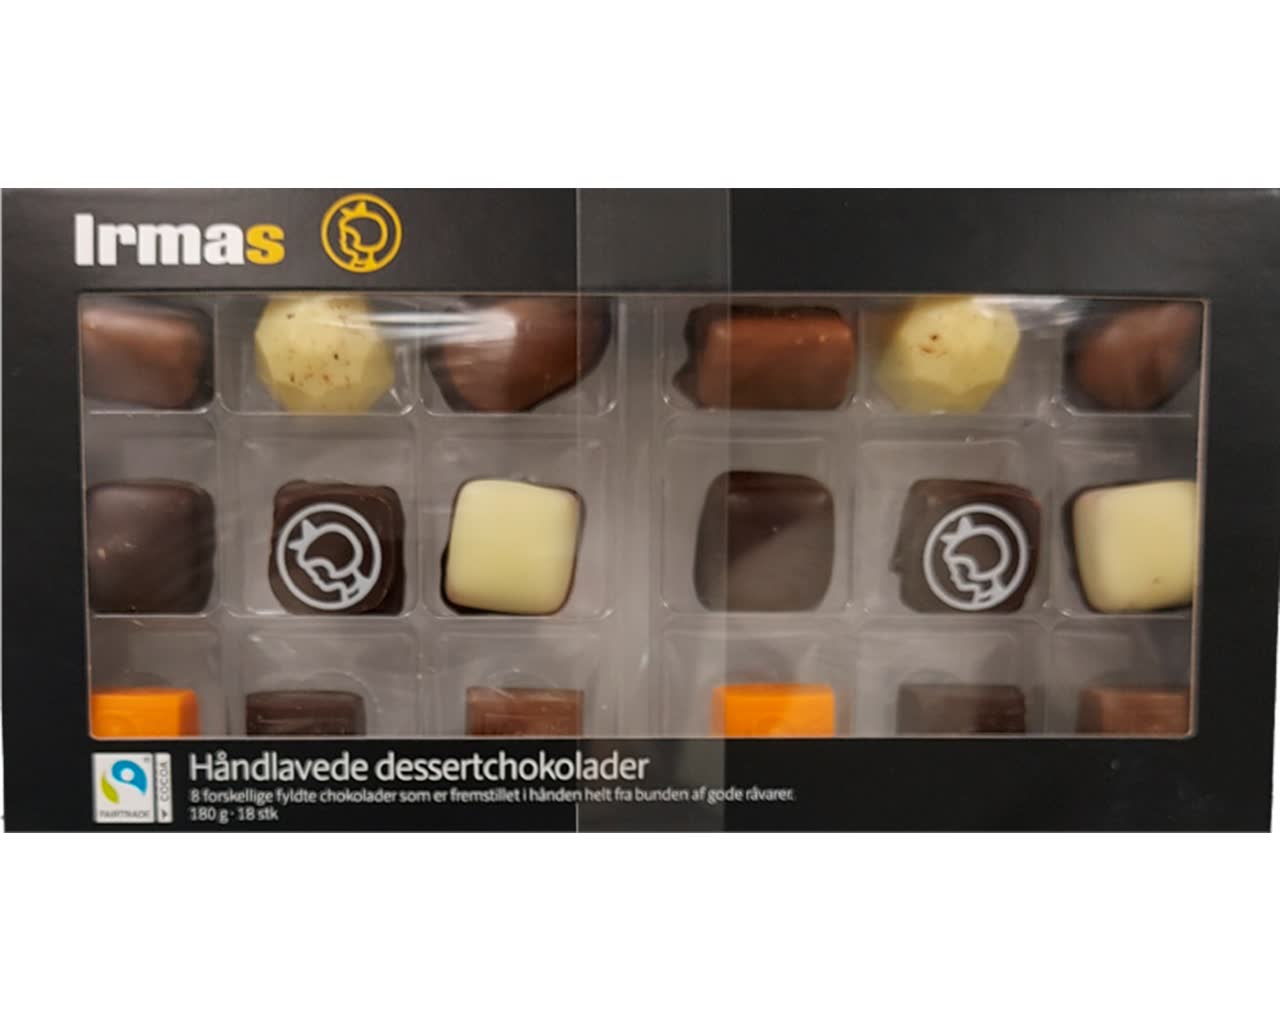 Irmas
Håndlavede dessertchokolader
8 forskellige fyldte chokolader som er fremstillet i hånden helt fra bunden af gode råvarer.
180 g · 18 stk
FAIRTRADE
COCOA